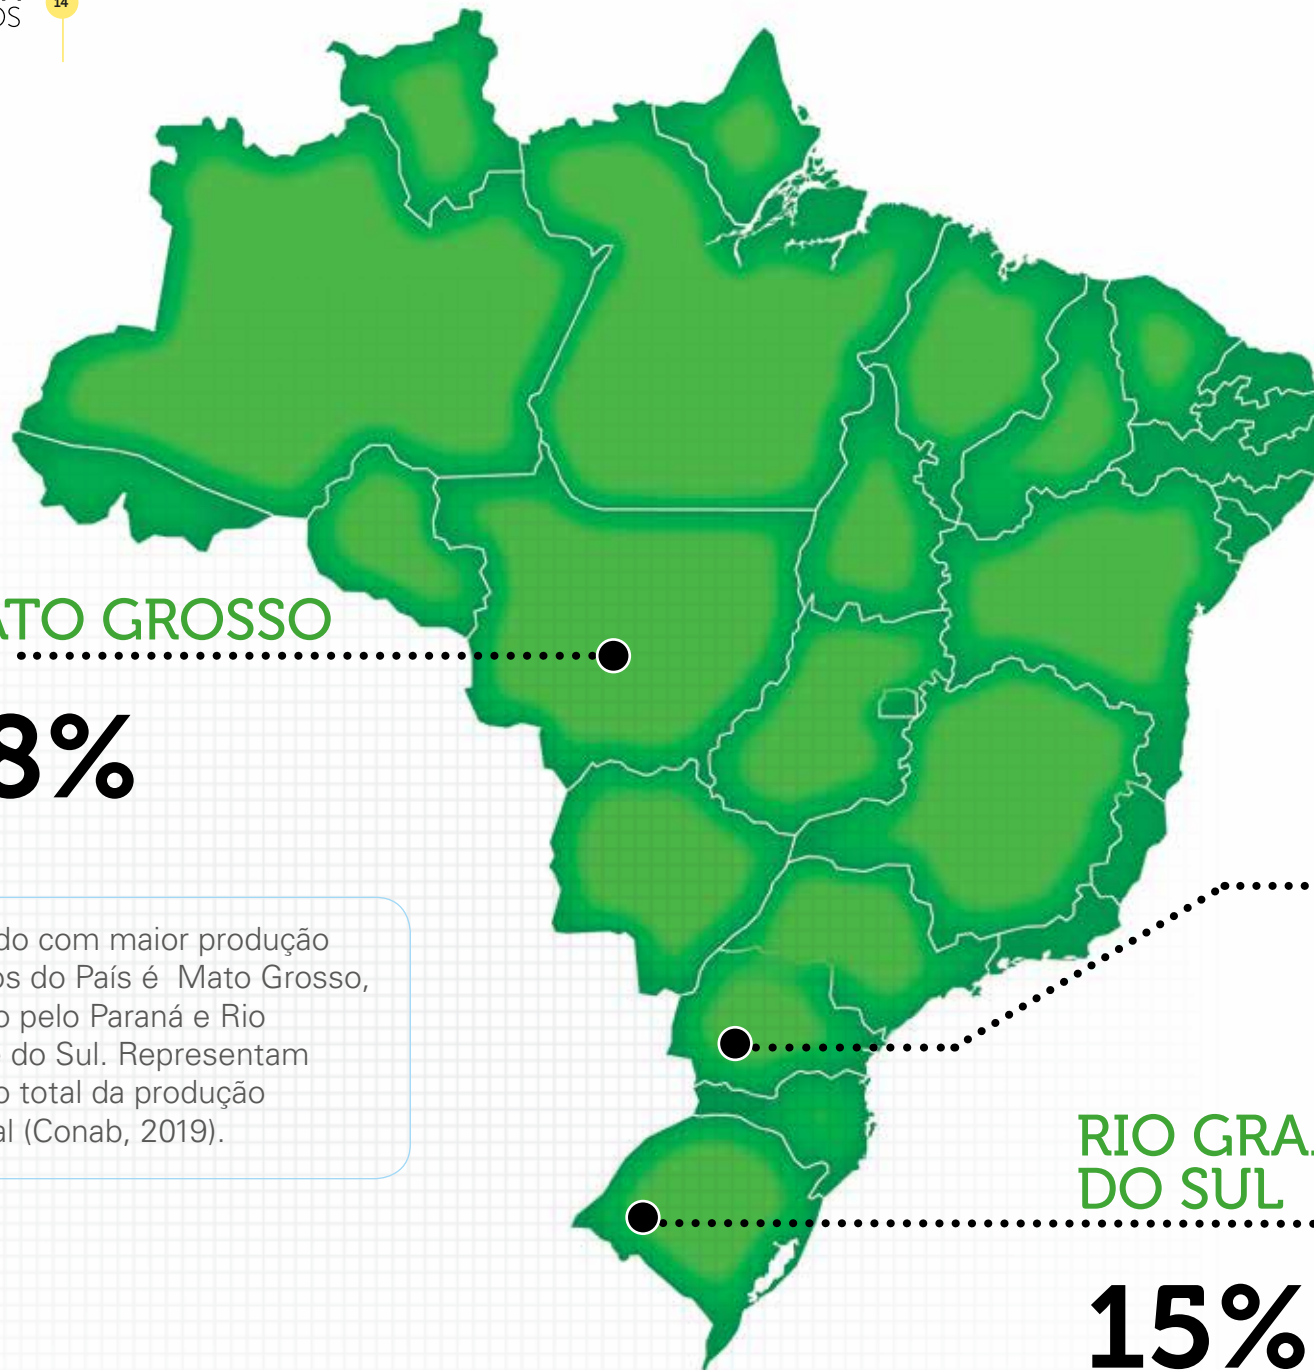 OS
14
ATO GROSSO
8%
do com maior produção
os do País é Mato Grosso,
o pelo Paraná e Rio
do Sul. Representam
o total da produção
al (Conab, 2019).
RIO GRA
DO SUL
15%